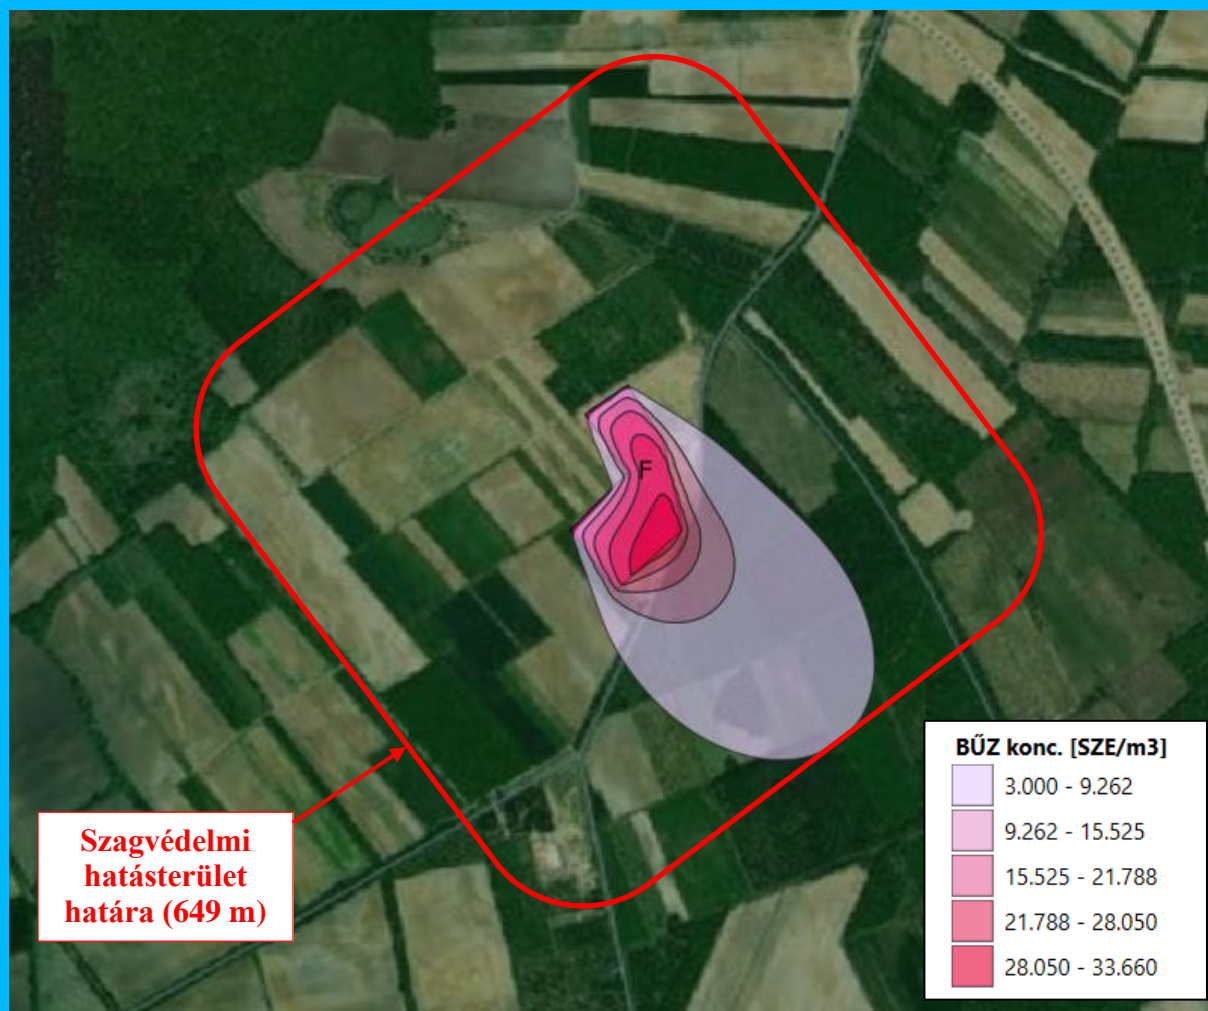 F
Szagvédelmi
hatásterület
határa (649 m)
BŰZ konc. [SZE/m3]
3.000 - 9.262
9.262 - 15.525
15.525 - 21.788
21.788 - 28.050
28.050 - 33.660